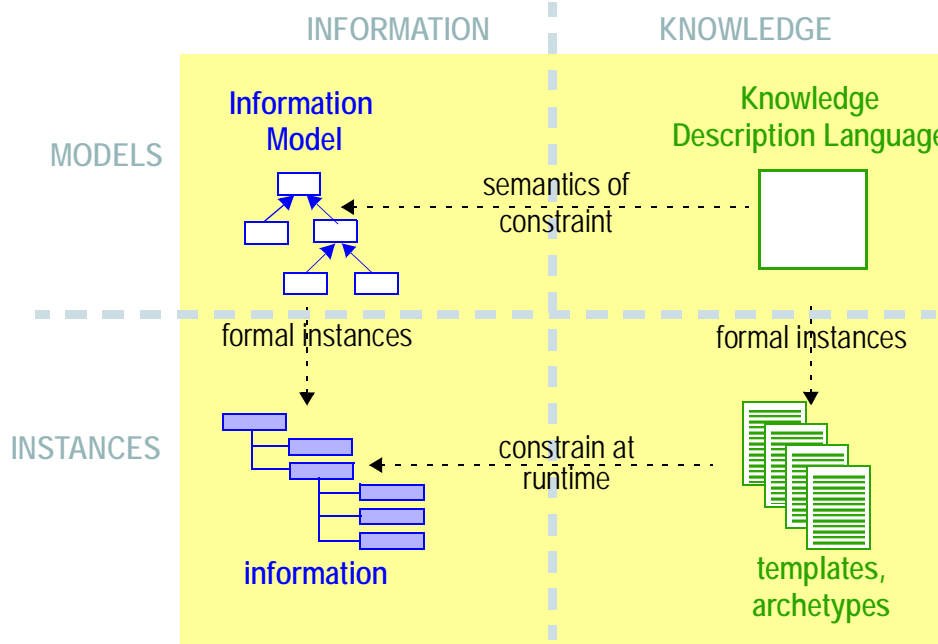 INFORMATION
KNOWLEDGE
MODELS
Information
Model
Knowledge
Description Language
semantics of
constraint
formal instances
formal instances
INSTANCES
constrain at
runtime
information
templates,
archetypes